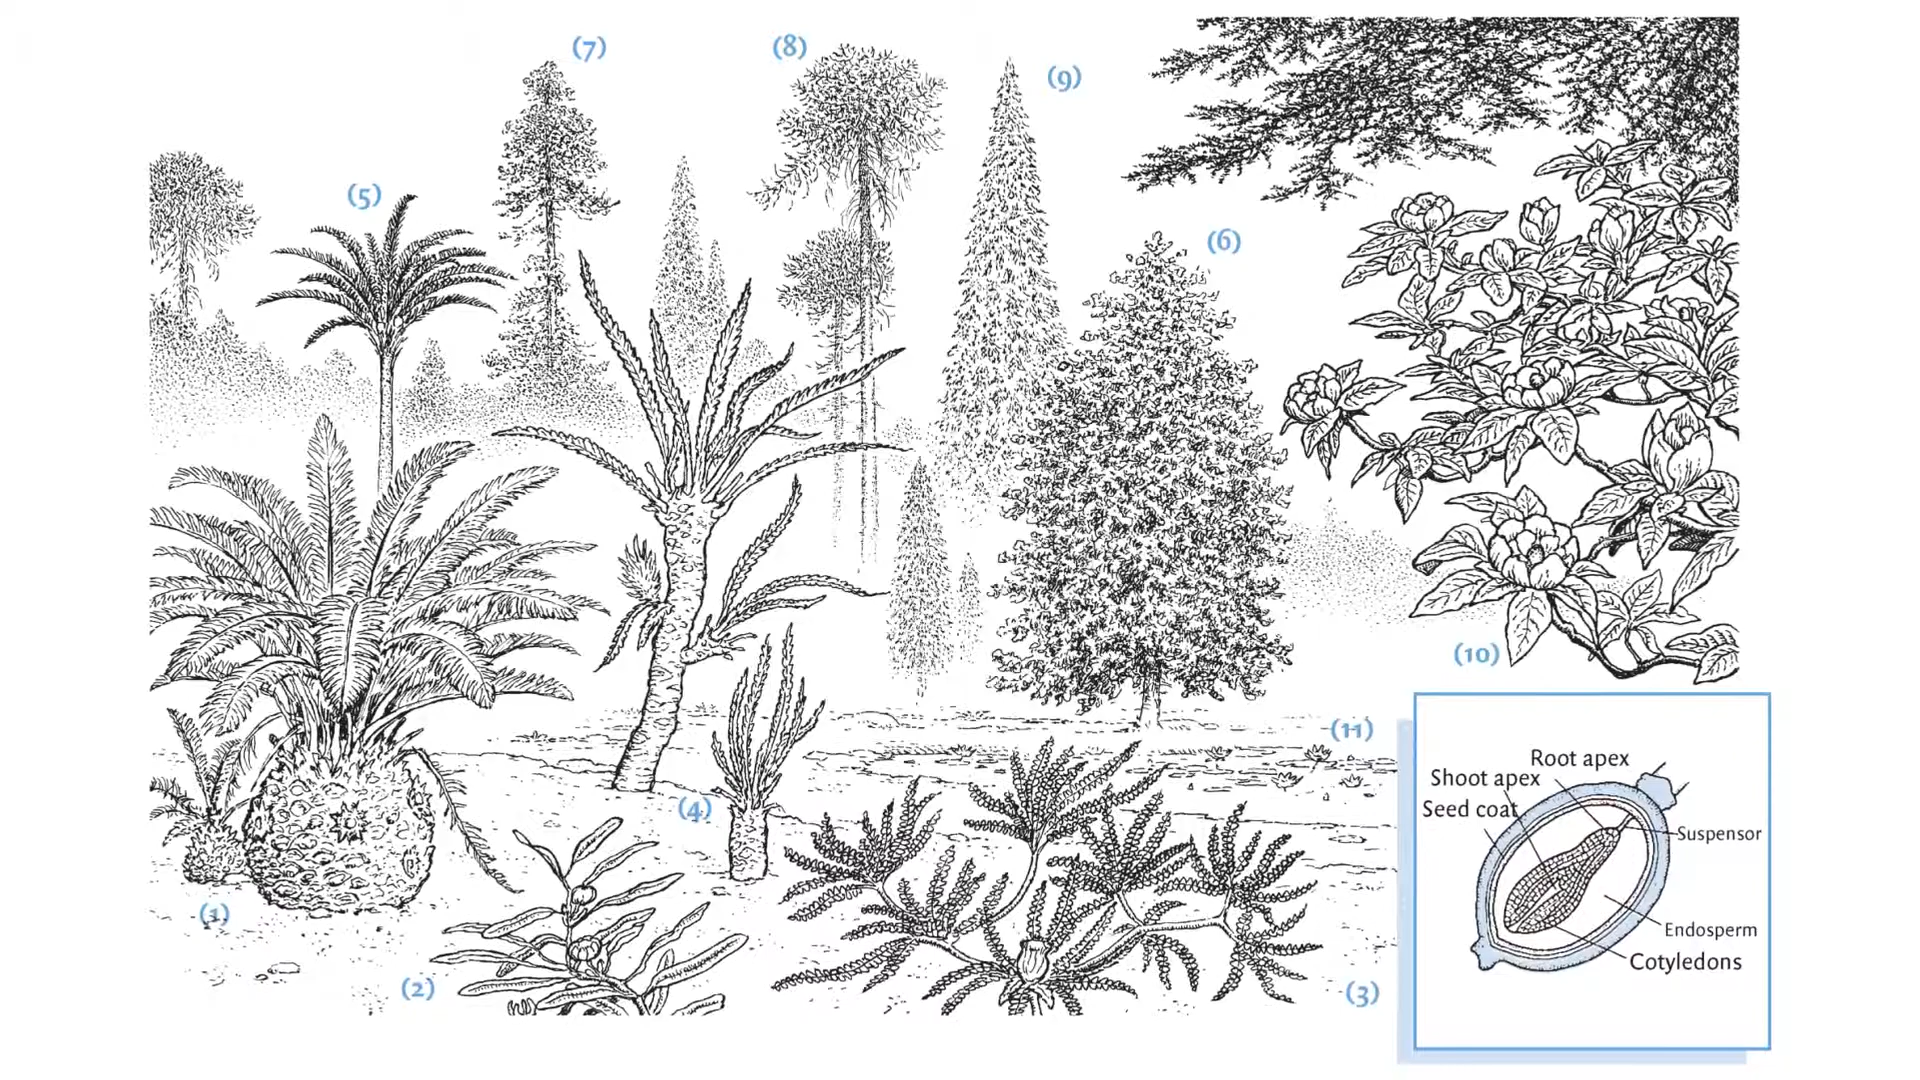 (7)
(8)
(9)
(5)
(6)
(10)
(11)
(4)
(1)
(2)
(3)
Root apex
Shoot apex
Seed coat
Suspensor
Endosperm
Cotyledons